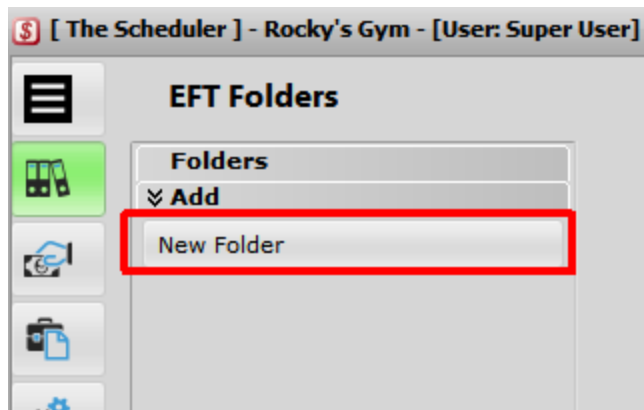 [ The Scheduler ] - Rocky's Gym - [User: Super User]
EFT Folders
Folders
Add
New Folder